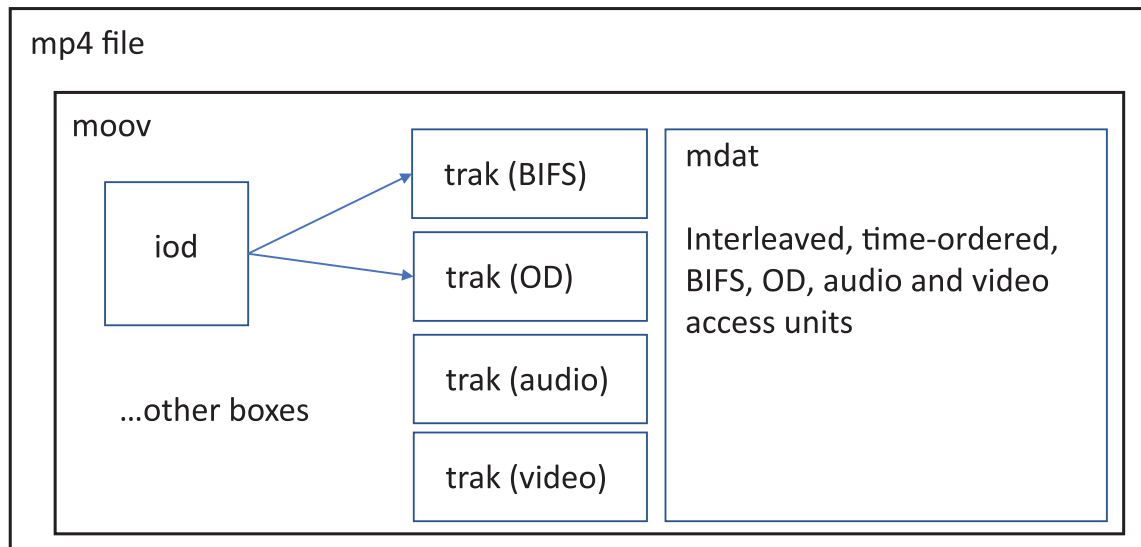 mp4 file
moov
iod
...other boxes
trak (BIFS)
trak (OD)
trak (audio)
trak (video)
mdat
Interleaved, time-ordered,
BIFS, OD, audio and video
access units